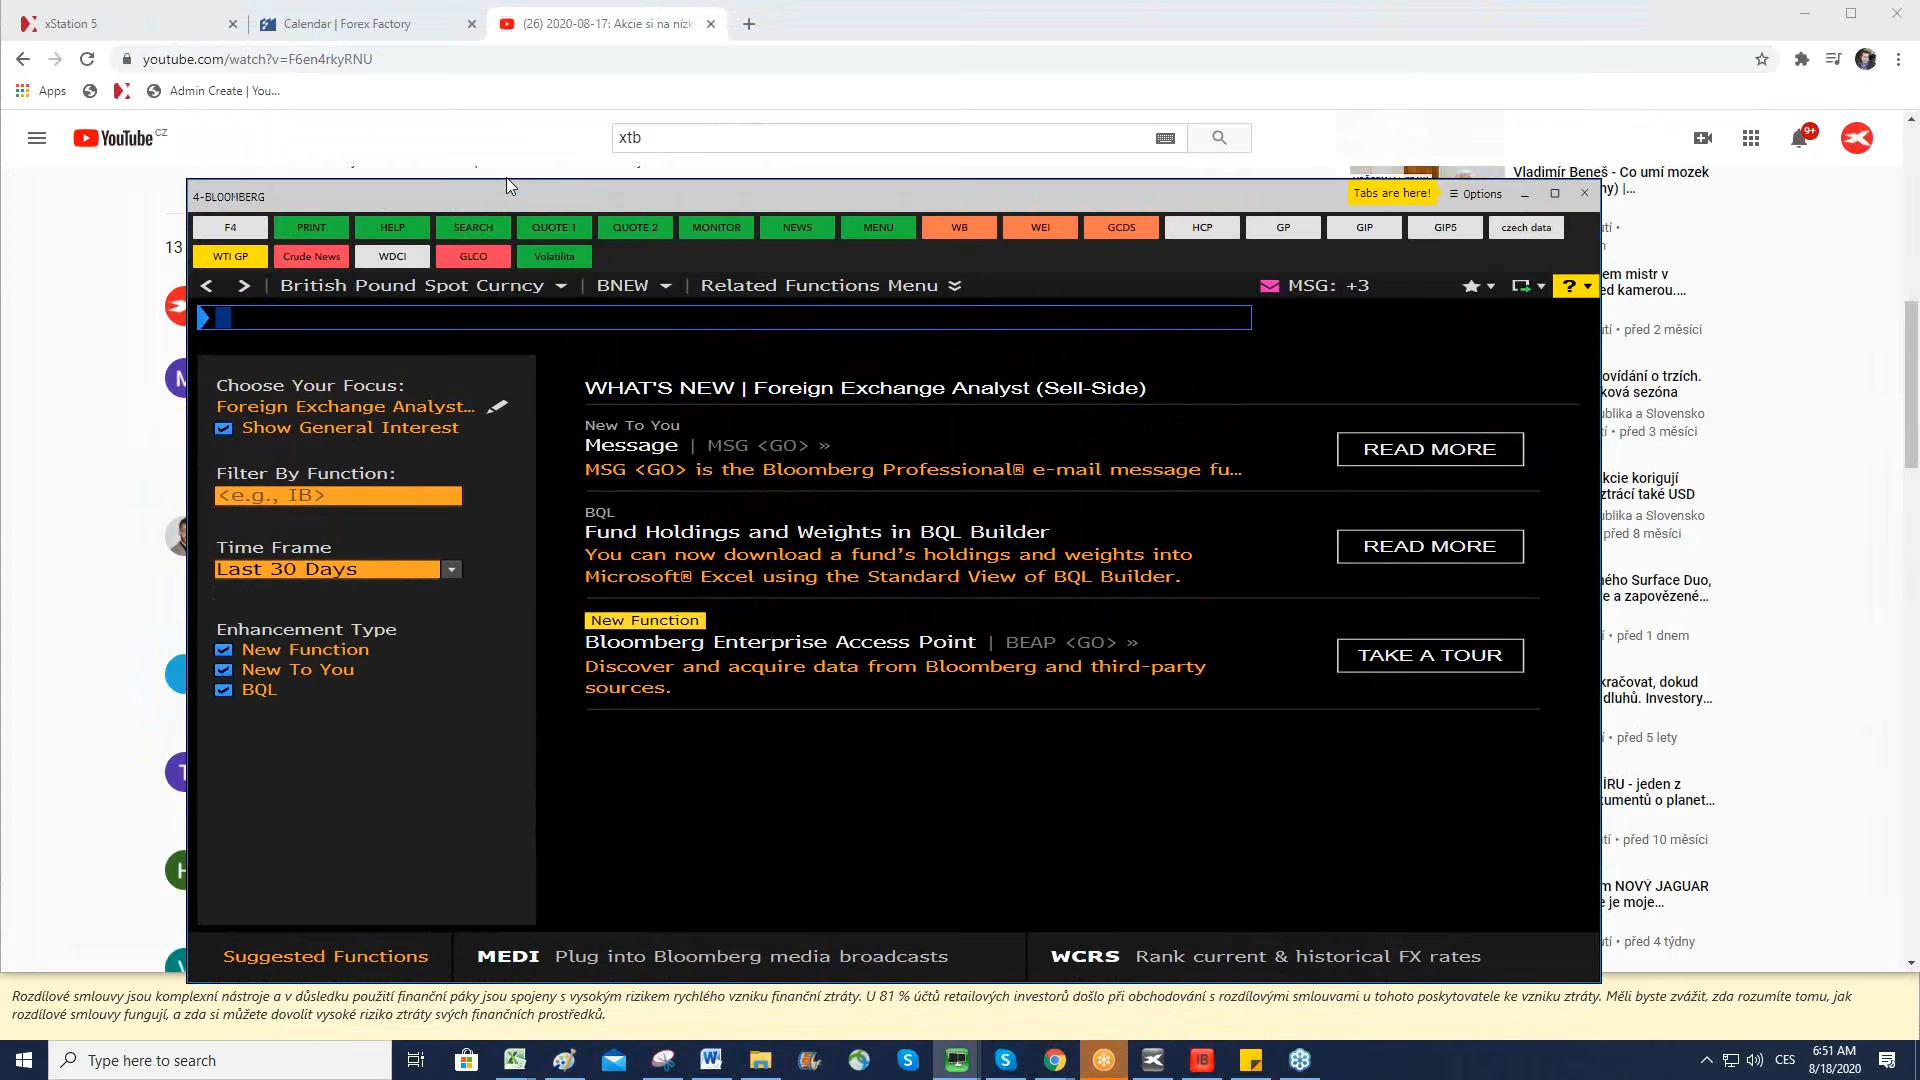 xStation 5
Calendar | Forex Factory
(26) 2020-08-17: Akcie si na nízk
youtube.com/watch?v=F6en4rkyRNU
Apps
Admin Create | You...
YouTube CZ
xtb
9+
Vladimír Beneš - Co umí mozek
4-BLOOMBERG
Tabs are here!
Options
F4 PRINT HELP SEARCH QUOTE 1 QUOTE 2 MONITOR NEWS MENU WB WEI GCDS HCP GP GIP GIP5 czech data
WTI GP Crude News WDCI GLCO Volatilita
British Pound Spot Curncy BNEW Related Functions Menu MSG: +3 ?
Choose Your Focus:
Foreign Exchange Analyst...
Show General Interest
Filter By Function:
<e.g., IB>
Time Frame
Last 30 Days
Enhancement Type
New Function
New To You
BQL
WHAT'S NEW | Foreign Exchange Analyst (Sell-Side)
New To You
Message | MSG <GO> »
MSG <GO> is the Bloomberg Professional® e-mail message fu...
READ MORE
BQL
Fund Holdings and Weights in BQL Builder
You can now download a fund's holdings and weights into
Microsoft® Excel using the Standard View of BQL Builder.
READ MORE
New Function
Bloomberg Enterprise Access Point | BEAP <GO> »
Discover and acquire data from Bloomberg and third-party
sources.
TAKE A TOUR
Suggested Functions
MEDI Plug into Bloomberg media broadcasts
WCRS Rank current & historical FX rates
13
em mistr v
ed kamerou....
před 2 měsíci
ovídání o trzích.
ková sezóna
ublika a Slovensko
před 3 měsíci
kcie korigují
ztrácí také USD
ublika a Slovensko
před 8 měsíci
ného Surface Duo,
e a zapovězené...
před 1 dnem
kračovat, dokud
dluhů. Investory...
před 5 lety
ÍRU - jeden z
kumentů o planet...
před 10 měsíci
m NOVÝ JAGUAR
e je moje...
před 4 týdny
Rozdílové smlouvy jsou komplexní nástroje a v důsledku použití finanční páky jsou spojeny s vysokým rizikem rychlého vzniku finanční ztráty. U 81 % účtů retailových investorů došlo při obchodování s rozdílovými smlouvami u tohoto poskytovatele ke vzniku ztráty. Měli byste zvážit, zda rozumíte tomu, jak
rozdílové smlouvy fungují, a zda si můžete dovolit vysoké riziko ztráty svých finančních prostředků.
Type here to search
CES
6:51 AM
8/18/2020